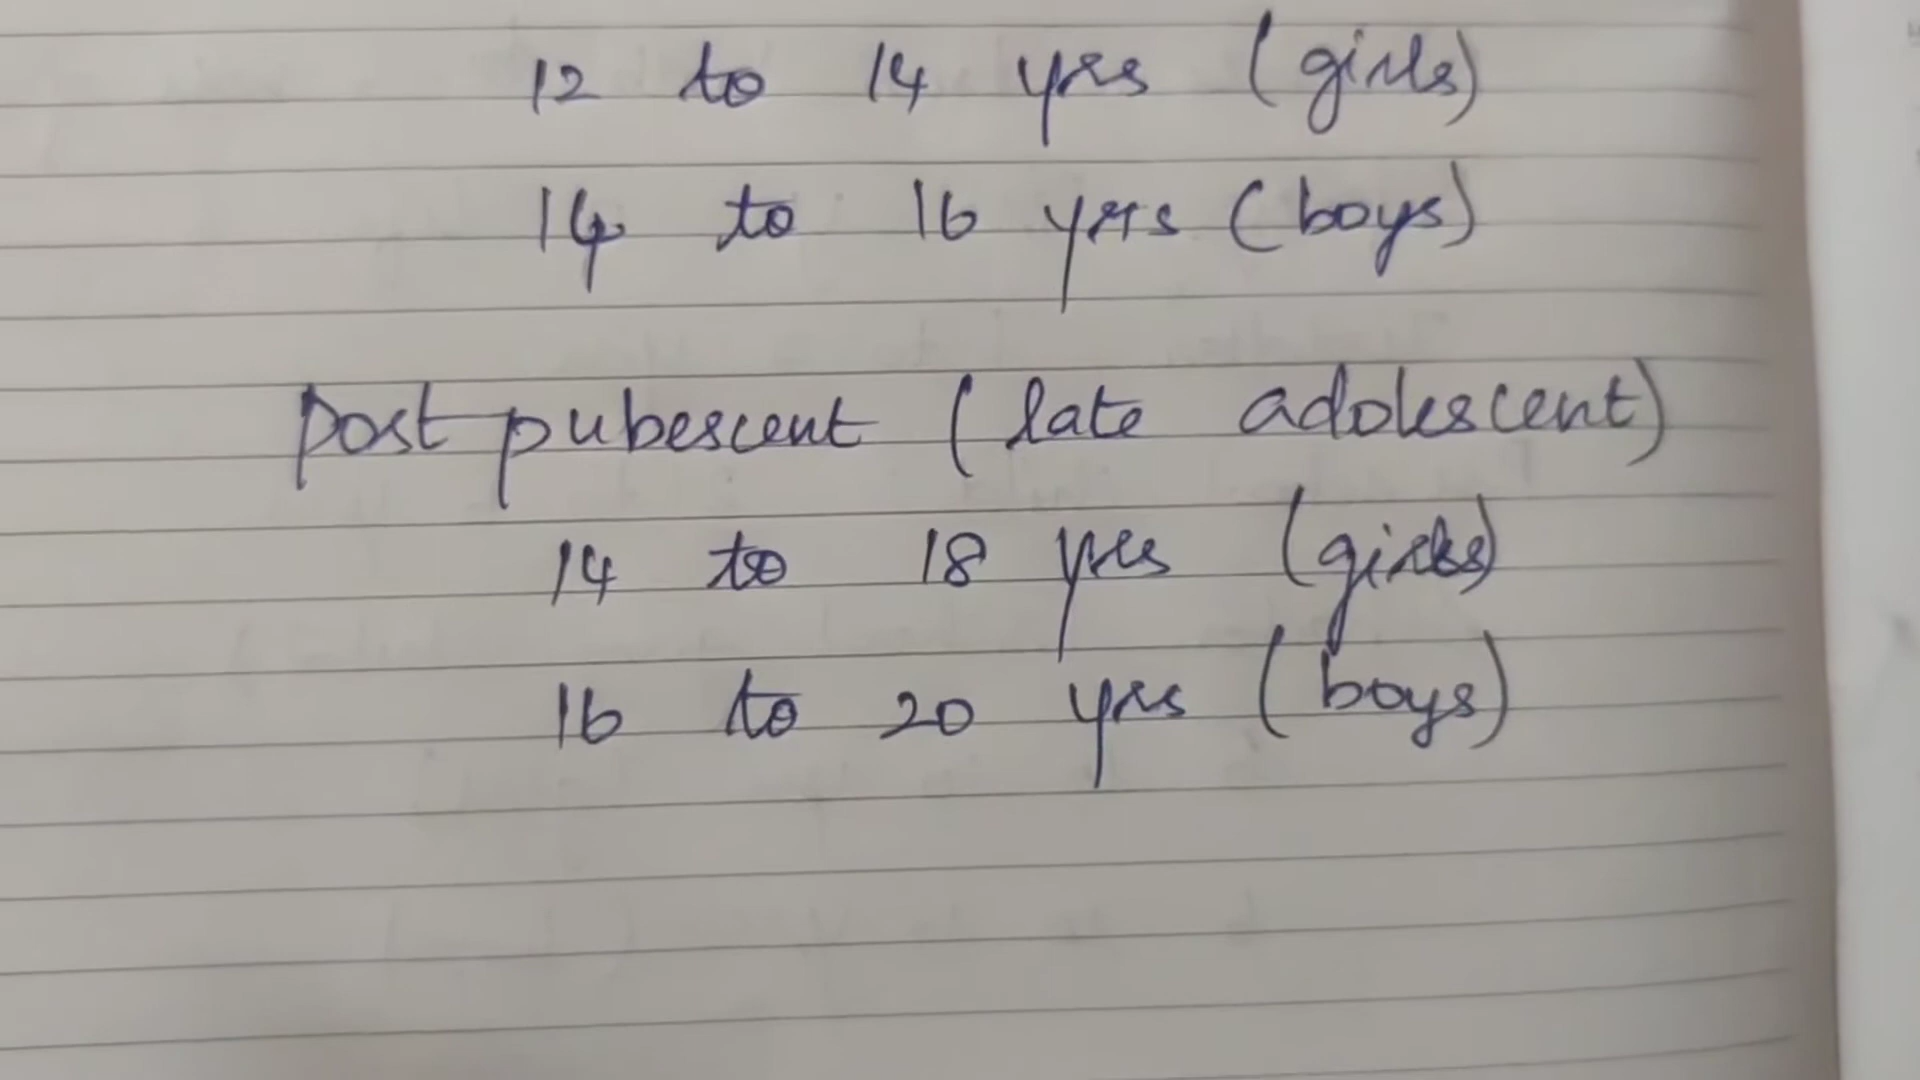 12 to 14 yrs (girls)
14 to 16 yrs (boys)
Post pubescent (late adolescent)
14 to 18 yrs (girls)
16 to 20 yrs (boys)